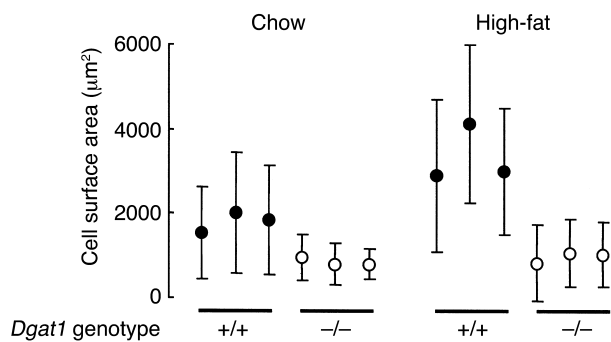 Chow High-fat
Cell surface area (μm²)
6000
4000
2000
0
Dgat1 genotype +/+ –/– +/+ –/–